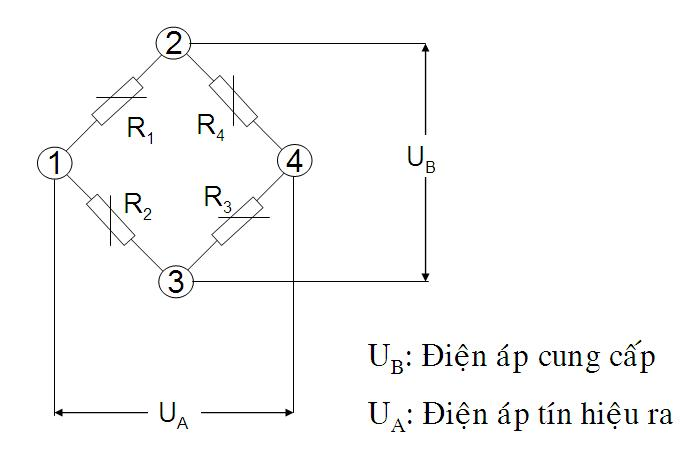 2
R1
R4
1
4
UB
R2
R3
3
UB: Điện áp cung cấp
UA
UA: Điện áp tín hiệu ra